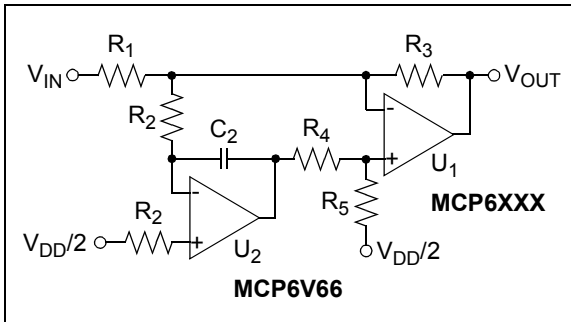 R1 R3
VIN VOUT
R2 C2 R4
- +
U1
- +
R5 MCP6XXX
R2
VDD/2 U2 VDD/2
MCP6V66